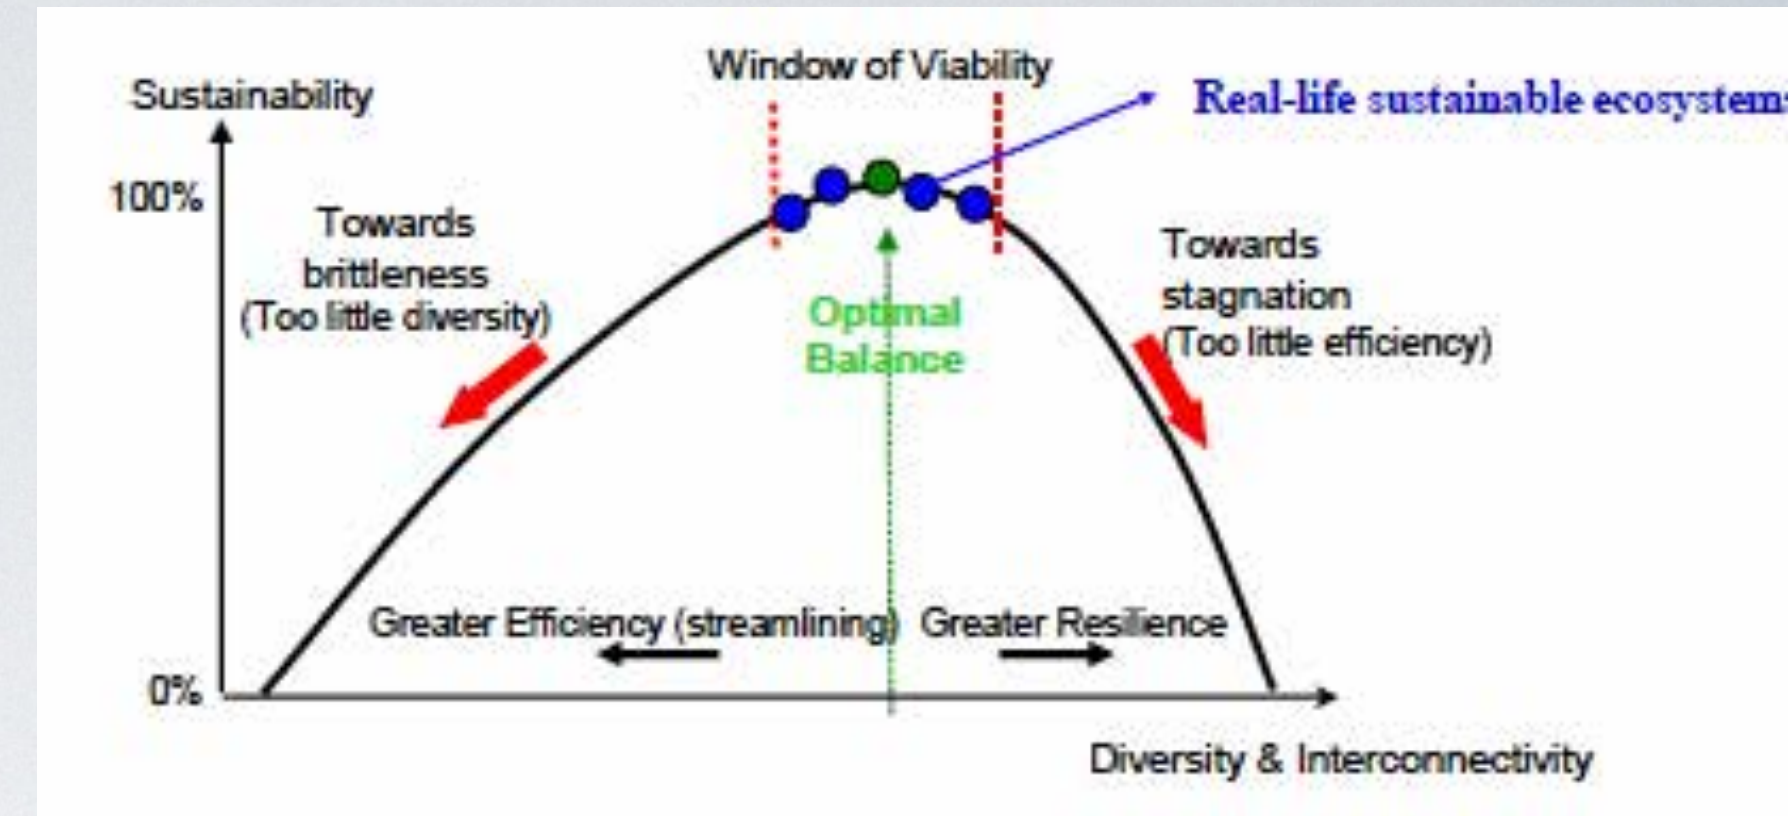 Window of Viability
Sustainability
Real-life sustainable ecosystems
100%
Towards
brittleness
(Too little diversity)
Towards
stagnation
(Too little efficiency)
Optimal
Balance
Greater Efficiency (streamlining)
Greater Resilience
0%
Diversity & Interconnectivity